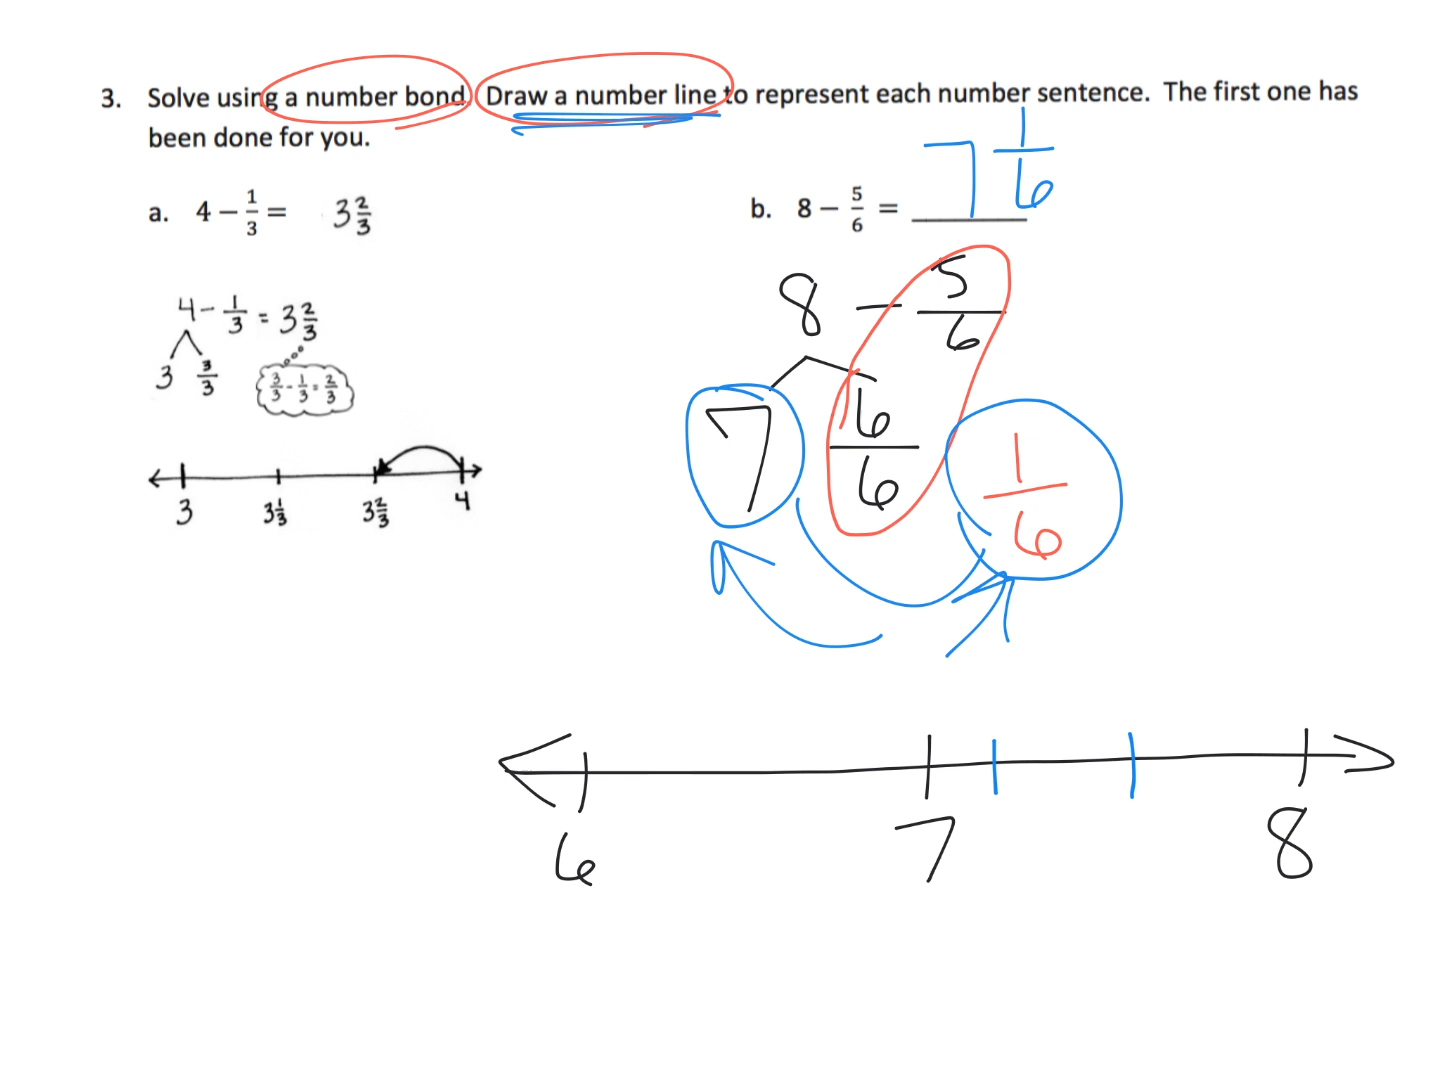 3. Solve using a number bond. Draw a number line to represent each number sentence. The first one has
been done for you.
a. 4 − 1/3 = 3 2/3
b. 8 − 5/6 = 7 1/6
4 - 1/3 = 3 2/3
3 3/3
3/3 - 1/3 = 2/3
3 3 1/3 3 2/3 4
8 − 5/6
7 6/6
1/6
6 7 8